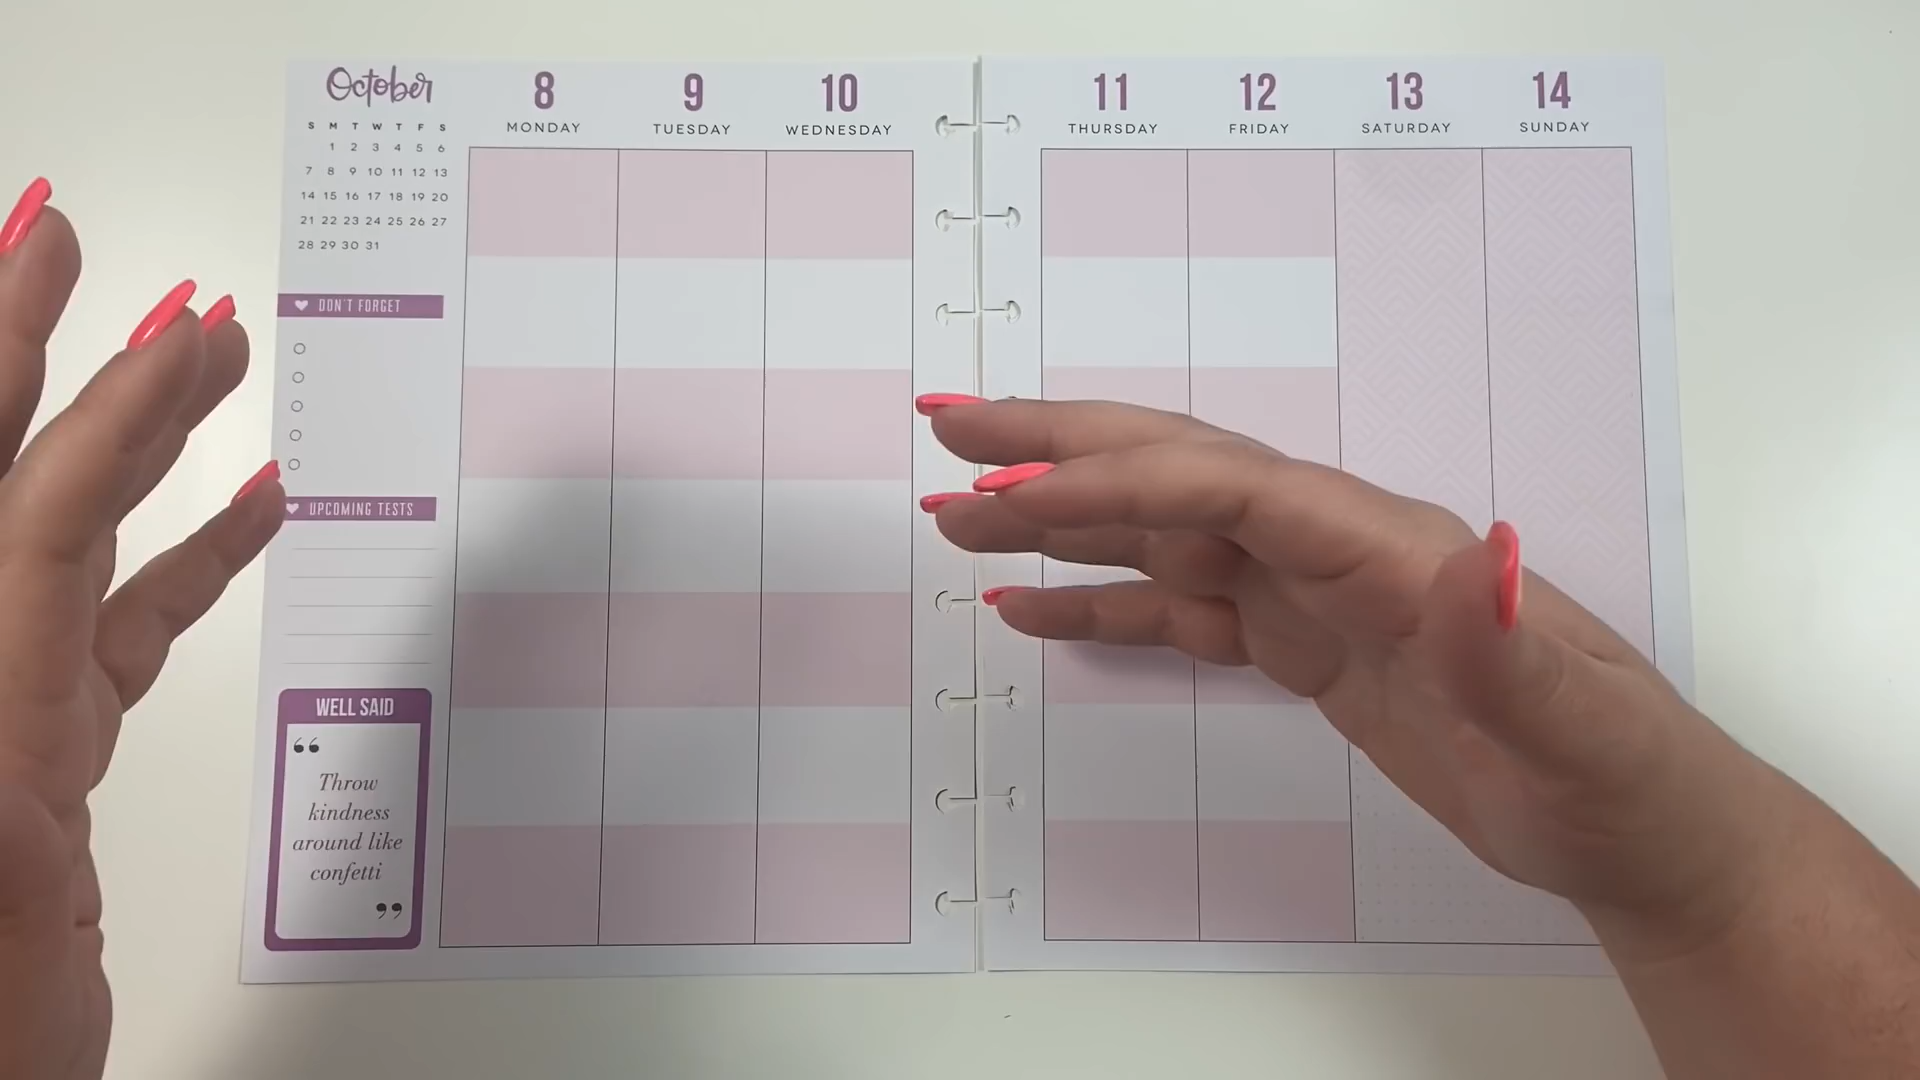 October
S M T W T F S
1 2 3 4 5 6
7 8 9 10 11 12 13
14 15 16 17 18 19 20
21 22 23 24 25 26 27
28 29 30 31
DON'T FORGET
UPCOMING TESTS
WELL SAID
“
Throw
kindness
around like
confetti
”
8
MONDAY
9
TUESDAY
10
WEDNESDAY
11
THURSDAY
12
FRIDAY
13
SATURDAY
14
SUNDAY